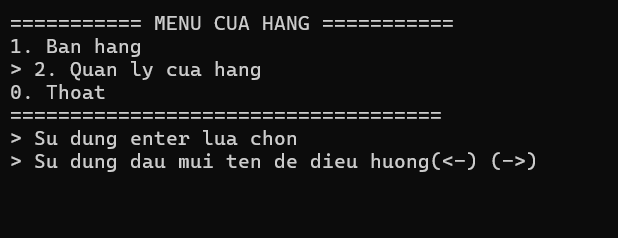 =========== MENU CUA HANG ===========
1. Ban hang
> 2. Quan ly cua hang
0. Thoat
====================================
> Su dung enter lua chon
> Su dung dau mui ten de dieu huong(<-) (->)